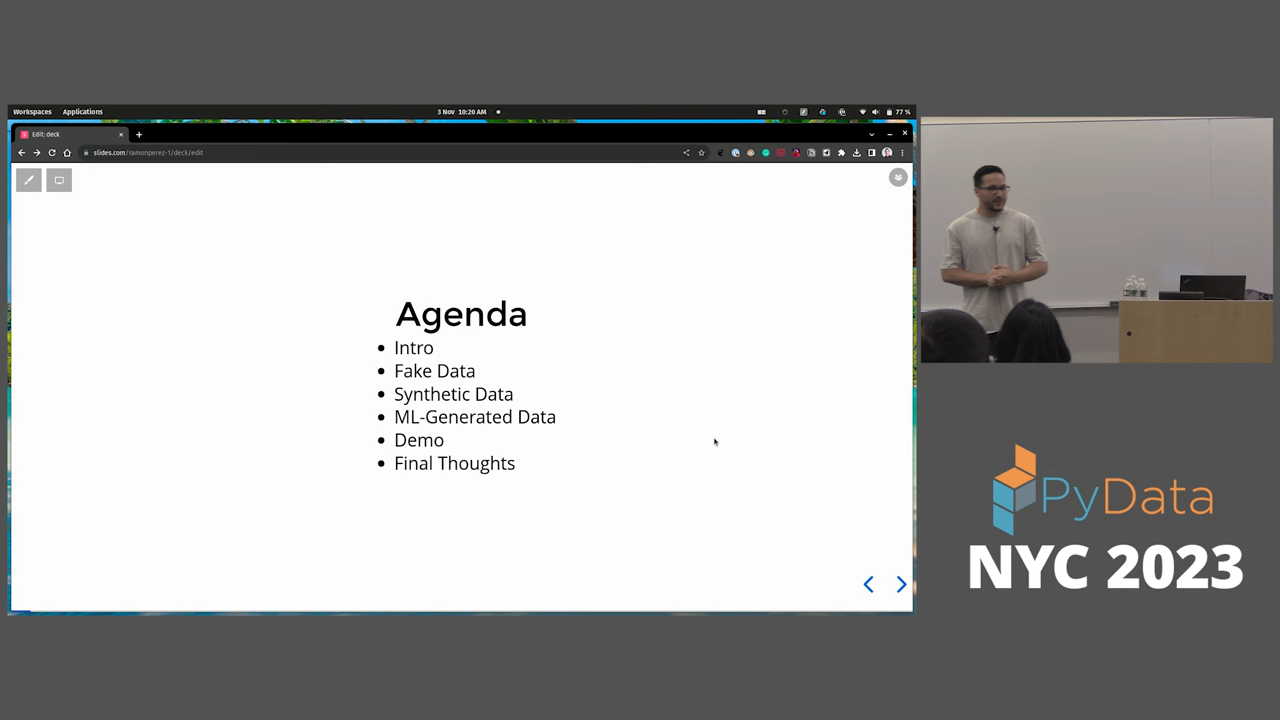 Workspaces Applications 3 Nov 10:20 AM 77 %
Edit: deck
slides.com/ramonperez-1/deck/edit
Agenda
Intro
Fake Data
Synthetic Data
ML-Generated Data
Demo
Final Thoughts
PyData
NYC 2023